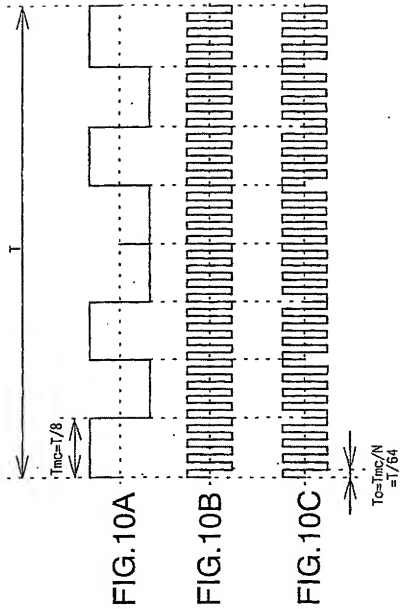 T
Tmc=T/8
FIG.10A
FIG.10B
FIG.10C
To=Tmc/N
=T/64